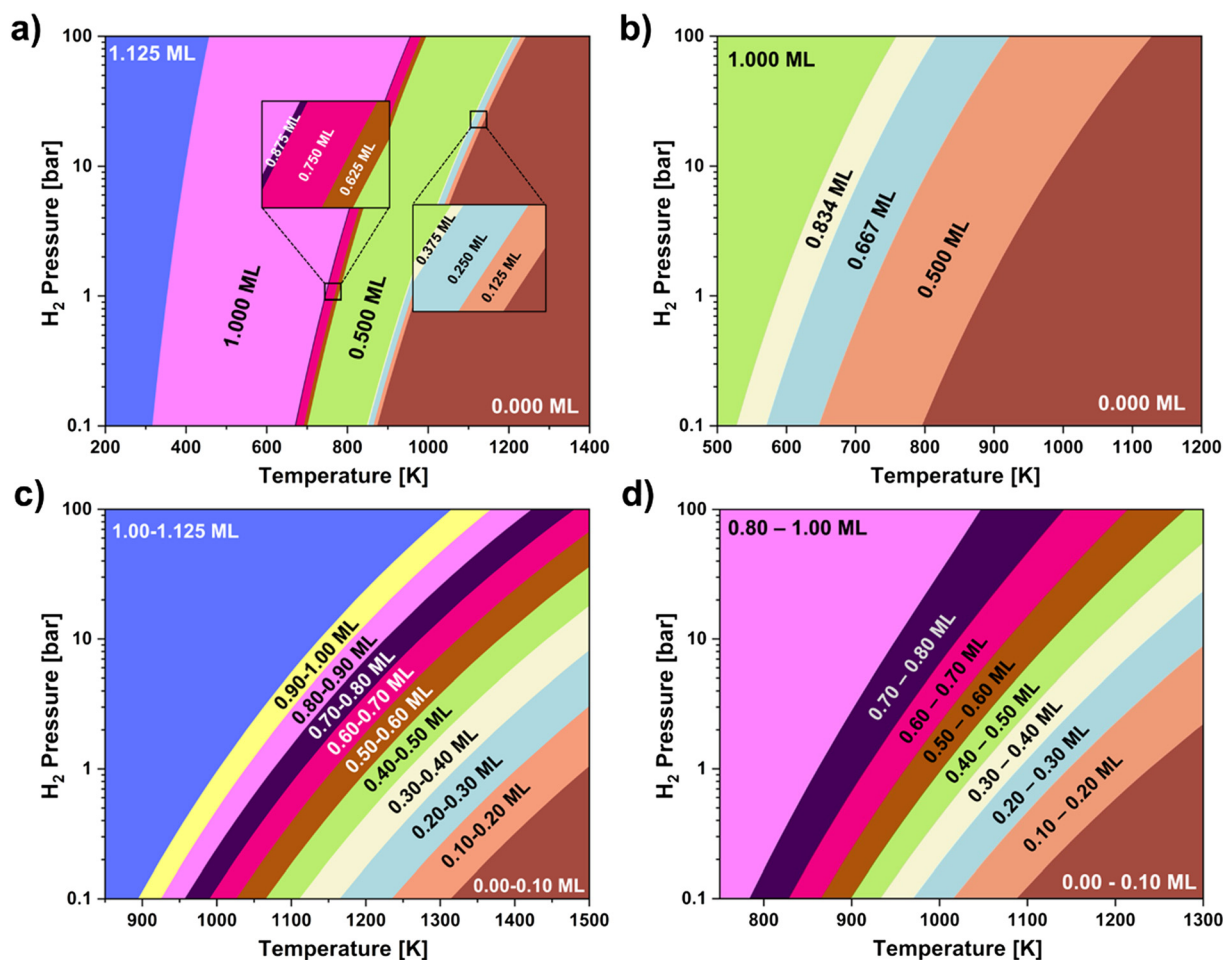 a)
H2 Pressure [bar]
100
10
1
0.1
1.125 ML
0.875 ML
0.750 ML
0.625 ML
0.375 ML
0.250 ML
0.125 ML
1.000 ML
0.500 ML
0.000 ML
200 400 600 800 1000 1200 1400
Temperature [K]
b)
H2 Pressure [bar]
100
10
1
0.1
1.000 ML
0.834 ML
0.667 ML
0.500 ML
0.000 ML
500 600 700 800 900 1000 1100 1200
Temperature [K]
c)
H2 Pressure [bar]
100
10
1
0.1
1.00-1.125 ML
0.90-1.00 ML
0.80-0.90 ML
0.70-0.80 ML
0.60-0.70 ML
0.50-0.60 ML
0.40-0.50 ML
0.30-0.40 ML
0.20-0.30 ML
0.10-0.20 ML
0.00-0.10 ML
900 1000 1100 1200 1300 1400 1500
Temperature [K]
d)
H2 Pressure [bar]
100
10
1
0.1
0.80 – 1.00 ML
0.70 – 0.80 ML
0.60 – 0.70 ML
0.50 – 0.60 ML
0.40 – 0.50 ML
0.30 – 0.40 ML
0.20 – 0.30 ML
0.10 – 0.20 ML
0.00 - 0.10 ML
800 900 1000 1100 1200 1300
Temperature [K]